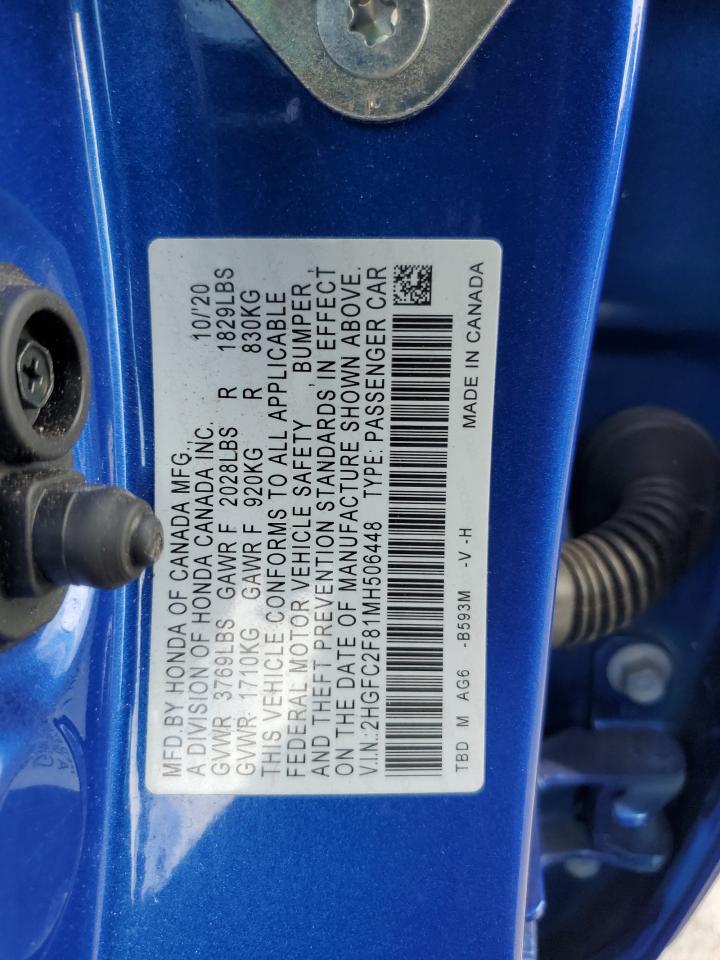 MFD.BY HONDA OF CANADA MFG., 10/'20
A DIVISION OF HONDA CANADA INC.
GVWR 3769LBS GAWR F 2028LBS R 1829LBS
GVWR 1710KG GAWR F 920KG R 830KG
THIS VEHICLE CONFORMS TO ALL APPLICABLE
FEDERAL MOTOR VEHICLE SAFETY, BUMPER,
AND THEFT PREVENTION STANDARDS IN EFFECT
ON THE DATE OF MANUFACTURE SHOWN ABOVE.
V.I.N.:2HGFC2F81MH506448 TYPE: PASSENGER CAR
TBD M AG6 -B593M -V-H MADE IN CANADA